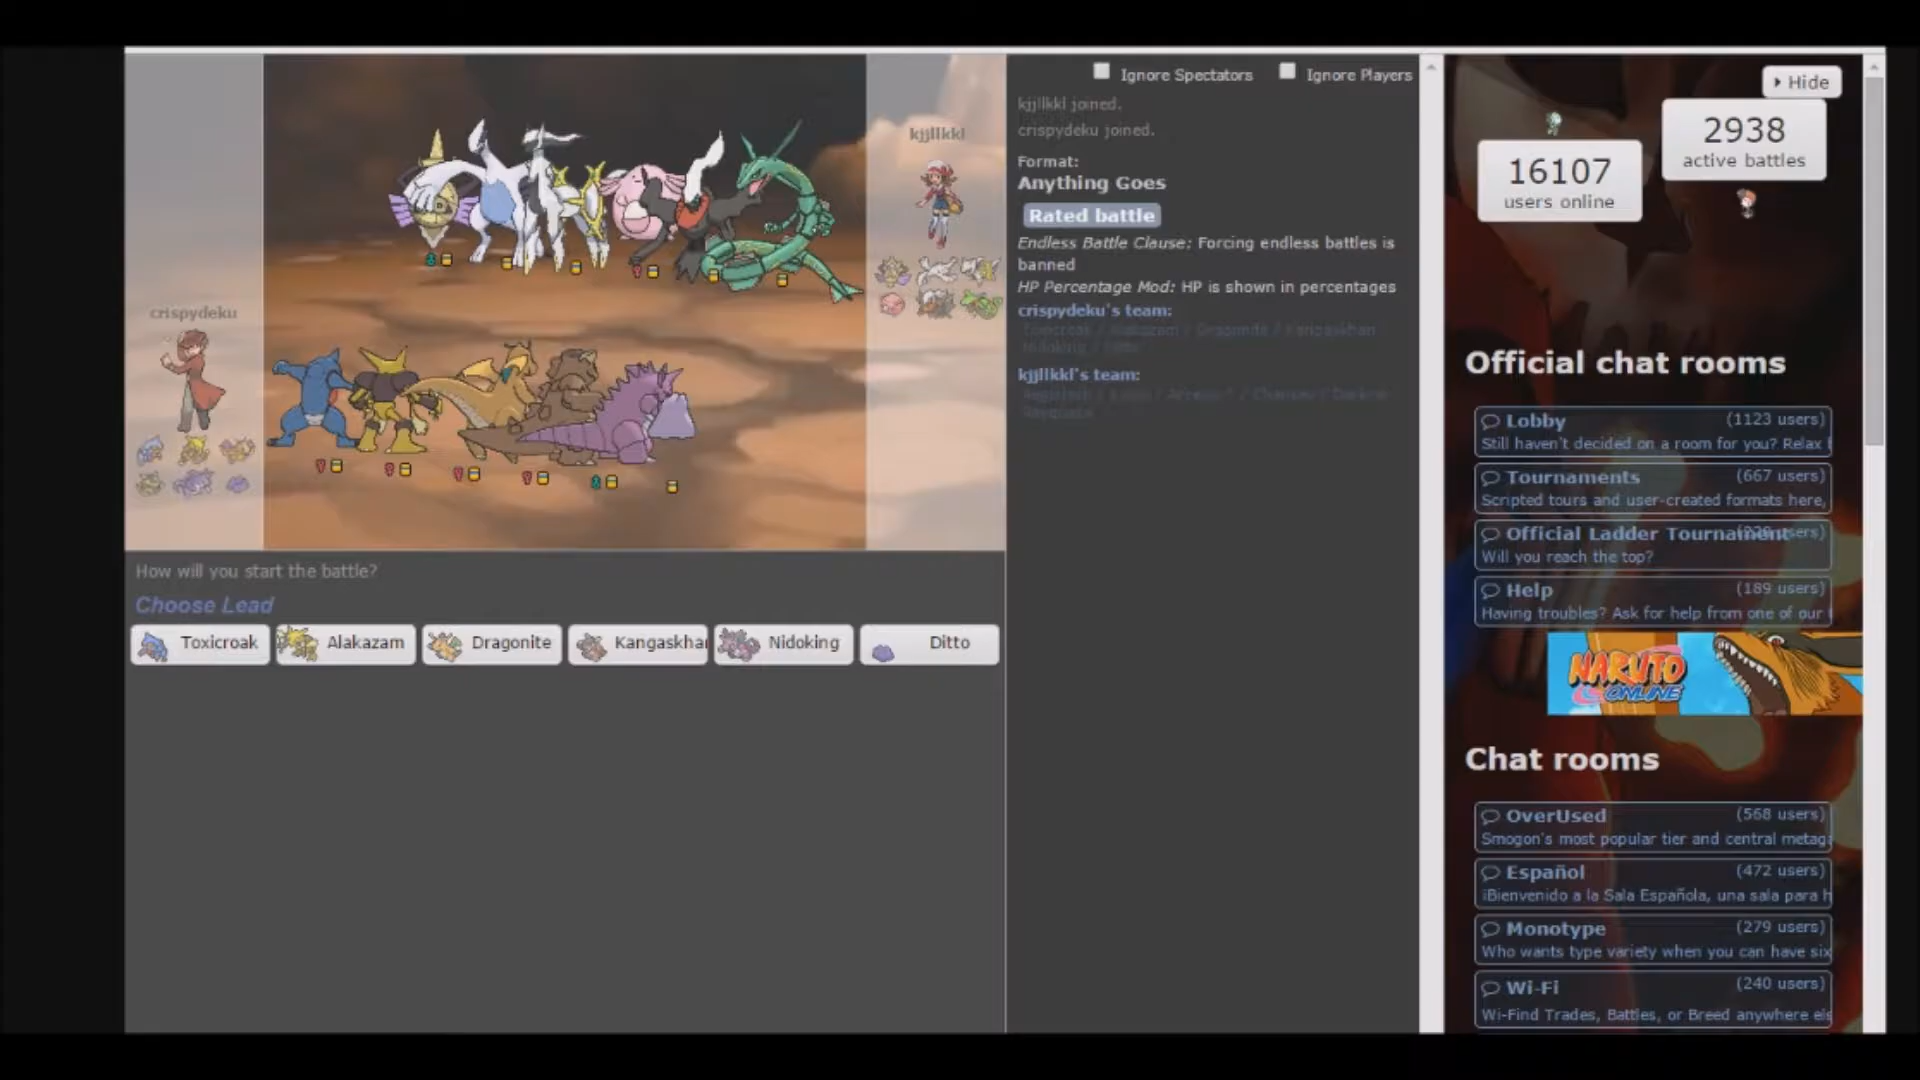 crispydeku
kjjllkkl
How will you start the battle?
Choose Lead
Toxicroak
Alakazam
Dragonite
Kangaskhan
Nidoking
Ditto
Ignore Spectators
Ignore Players
kjjllkkl joined.
crispydeku joined.
Format:
Anything Goes
Rated battle
Endless Battle Clause: Forcing endless battles is
banned
HP Percentage Mod: HP is shown in percentages
crispydeku's team:
Toxicroak / Alakazam / Dragonite / Kangaskhan
Nidoking / Ditto
kjjllkkl's team:
Hide
16107
users online
2938
active battles
Official chat rooms
Lobby (1123 users)
Still haven't decided on a room for you? Relax
Tournaments (667 users)
Scripted tours and user-created formats here,
Official Ladder Tournament
Will you reach the top?
Help (189 users)
Having troubles? Ask for help from one of our
NARUTO
ONLINE
Chat rooms
OverUsed (568 users)
Smogon's most popular tier and central metag
Español (472 users)
¡Bienvenido a la Sala Española, una sala para h
Monotype (279 users)
Who wants type variety when you can have six
Wi-Fi (240 users)
Wi-Find Trades, Battles, or Breed anywhere els